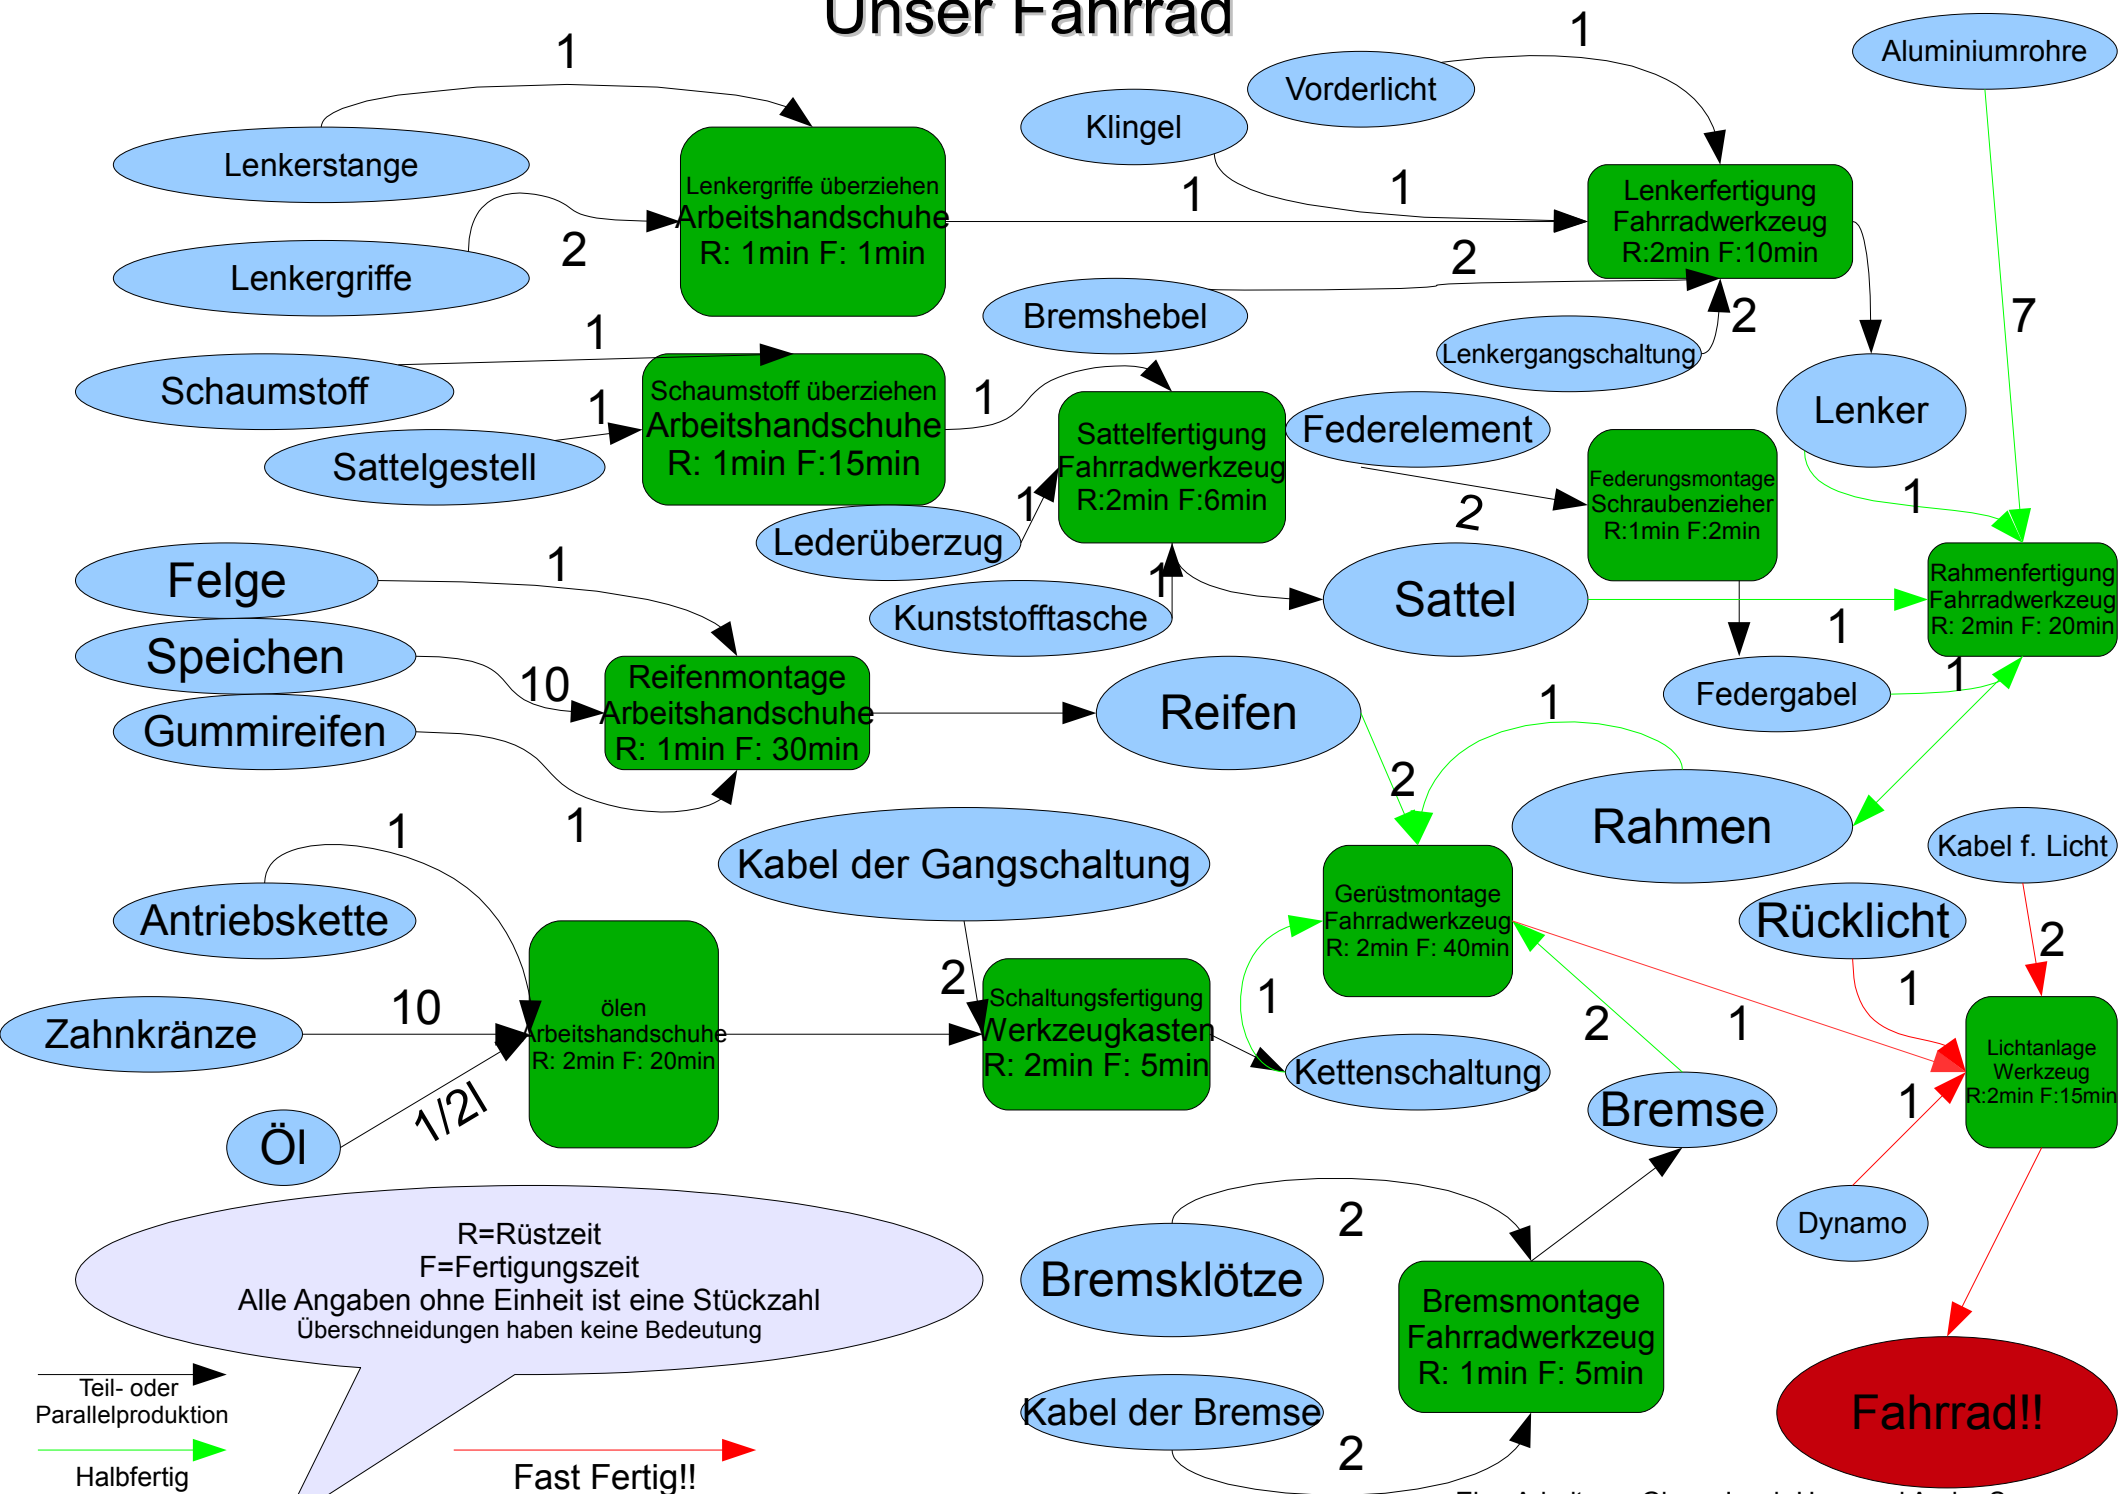 Unser Fahrrad
1
1
Aluminiumrohre
Vorderlicht
Klingel
Lenkerstange
Lenkergriffe überziehen
Arbeitshandschuhe
R: 1min F: 1min
1
1
Lenkerfertigung
Fahrradwerkzeug
R:2min F:10min
2
Lenkergriffe
2
Bremshebel
2
7
1
Lenkergangschaltung
Schaumstoff
Schaumstoff überziehen
Arbeitshandschuhe
R: 1min F:15min
1
1
Sattelgestell
Sattelfertigung
Fahrradwerkzeug
R:2min F:6min
Federelement
Lenker
Federungsmontage
Schraubenzieher
R:1min F:2min
2
1
1
Lederüberzug
Felge
1
Kunststofftasche
1
Sattel
Rahmenfertigung
Fahrradwerkzeug
R: 2min F: 20min
1
Speichen
10
Reifenmontage
Arbeitshandschuhe
R: 1min F: 30min
Reifen
1
Federgabel
1
Gummireifen
1
2
1
Rahmen
Kabel der Gangschaltung
Kabel f. Licht
Antriebskette
Gerüstmontage
Fahrradwerkzeug
R: 2min F: 40min
Rücklicht
2
2
1
1
Zahnkränze
10
ölen
Arbeitshandschuhe
R: 2min F: 20min
Schaltungsfertigung
Werkzeugkasten
R: 2min F: 5min
2
1
Kettenschaltung
Lichtanlage
Werkzeug
R:2min F:15min
1/2l
Öl
Bremse
1
Dynamo
R=Rüstzeit
F=Fertigungszeit
Alle Angaben ohne Einheit ist eine Stückzahl
Überschneidungen haben keine Bedeutung
2
Bremsklötze
Bremsmontage
Fahrradwerkzeug
R: 1min F: 5min
Teil- oder
Parallelproduktion
Kabel der Bremse
2
Fahrrad!!
Halbfertig
Fast Fertig!!